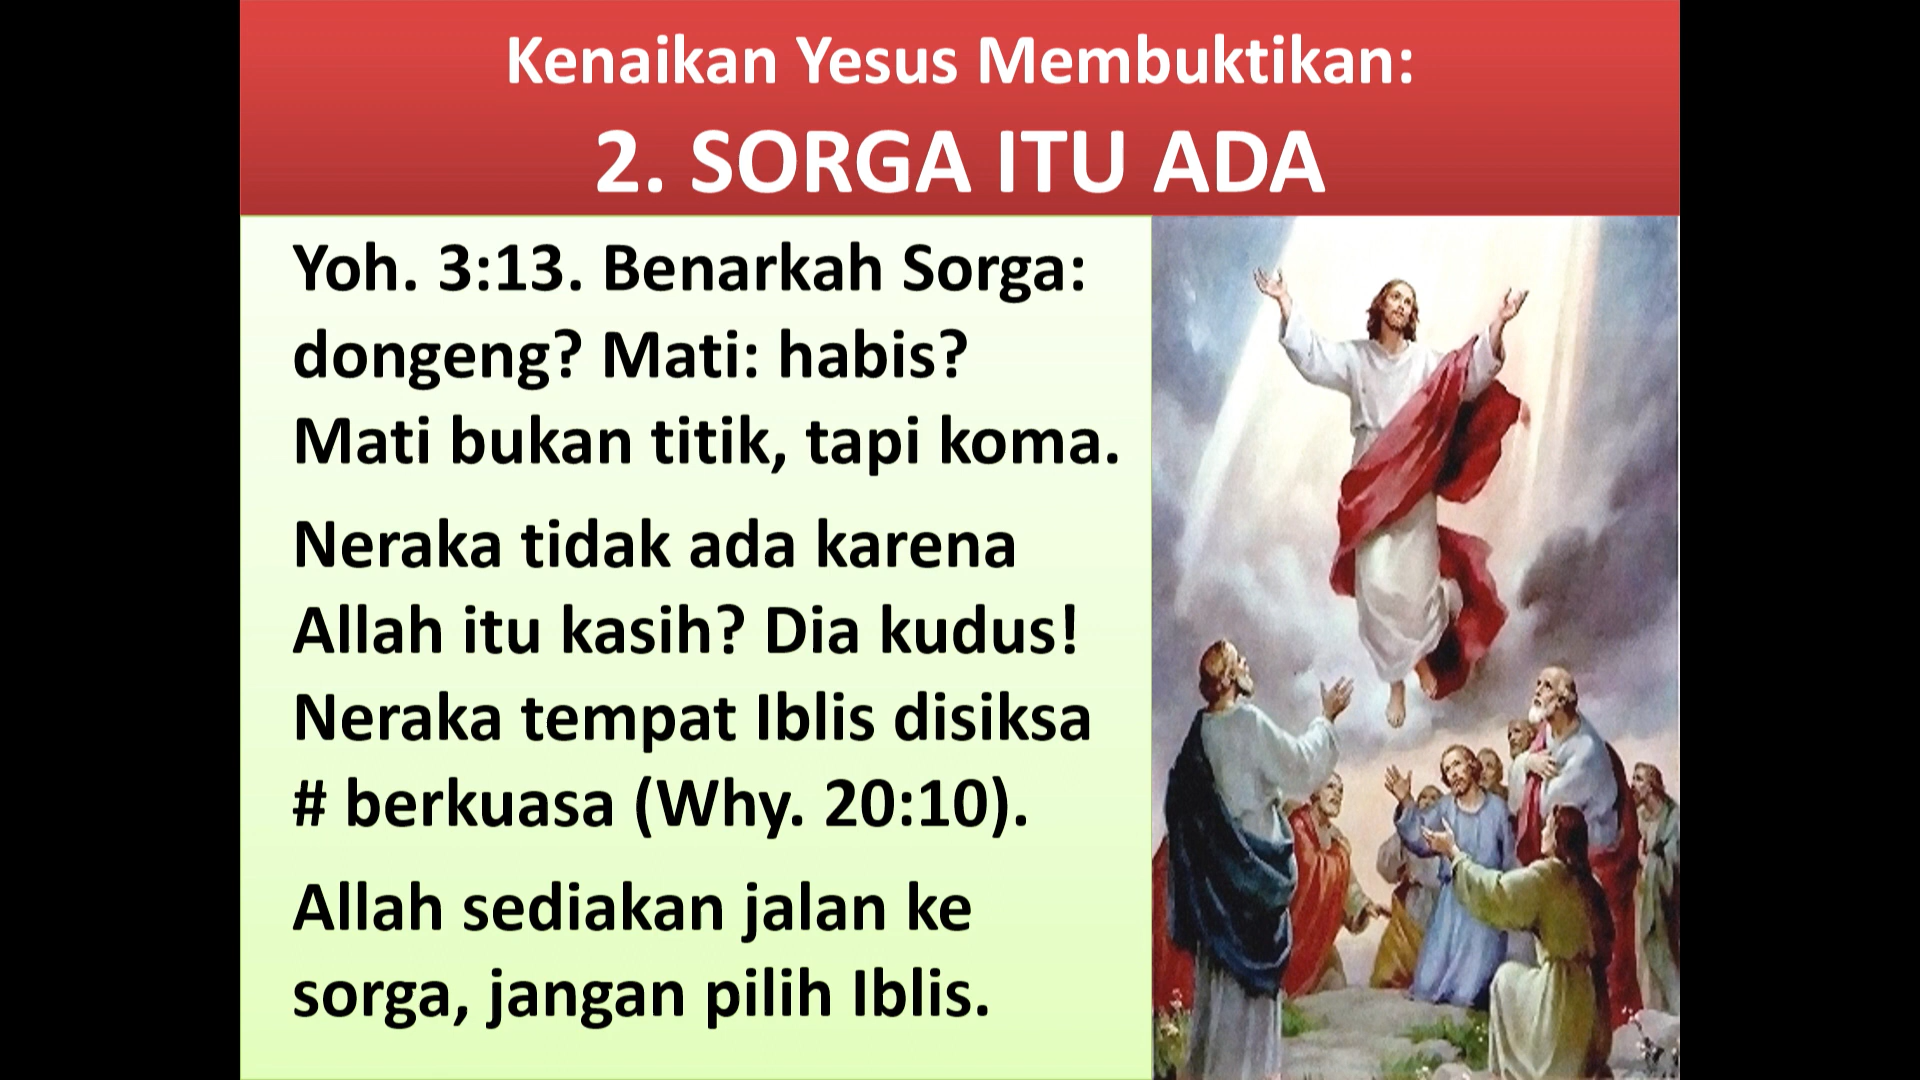 Kenaikan Yesus Membuktikan:
2. SORGA ITU ADA
Yoh. 3:13. Benarkah Sorga:
dongeng? Mati: habis?
Mati bukan titik, tapi koma.
Neraka tidak ada karena
Allah itu kasih? Dia kudus!
Neraka tempat Iblis disiksa
# berkuasa (Why. 20:10).
Allah sediakan jalan ke
sorga, jangan pilih Iblis.